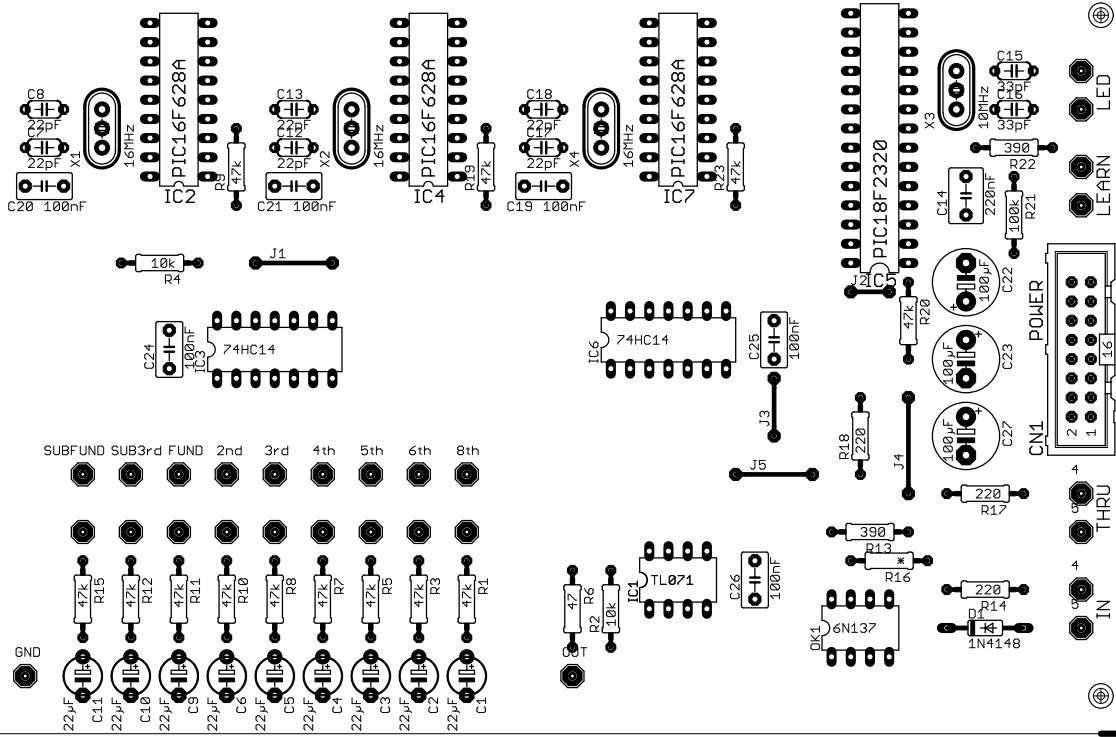 C8
22pF
C7
22pF
X1
16MHz
PIC16F628A
IC2
C20 100nF
R9
47k
C13
22pF
C12
22pF
X2
16MHz
PIC16F628A
IC4
C21 100nF
R19
47k
C18
22pF
C17
22pF
X4
16MHz
PIC16F628A
IC7
C19 100nF
R23
47k
PIC18F2320
IC5
J2
X3
10MHz
C15
33pF
C16
33pF
390
R22
C14
220nF
100k
R21
LED
LEARN
10k
R4
J1
C24
100nF
IC3
74HC14
IC6
74HC14
C25
100nF
J3
47k
R20
100µF
C22
C23
100µF
C27
POWER
16
2
1
CN1
R18
220
J4
J5
220
R17
4
5
THRU
SUBFUND SUB3rd FUND 2nd 3rd 4th 5th 6th 8th
47k
R15
47k
R12
47k
R11
47k
R10
47k
R8
47k
R7
47k
R5
47k
R3
47k
R1
GND
22µF
C11
22µF
C10
22µF
C9
22µF
C6
22µF
C5
22µF
C4
22µF
C3
22µF
C2
22µF
C1
47
R6
R2
10k
OUT
IC1
TL071
C26
100nF
390
R13
*
R16
OK1
6N137
220
R14
D1
1N4148
4
5
IN